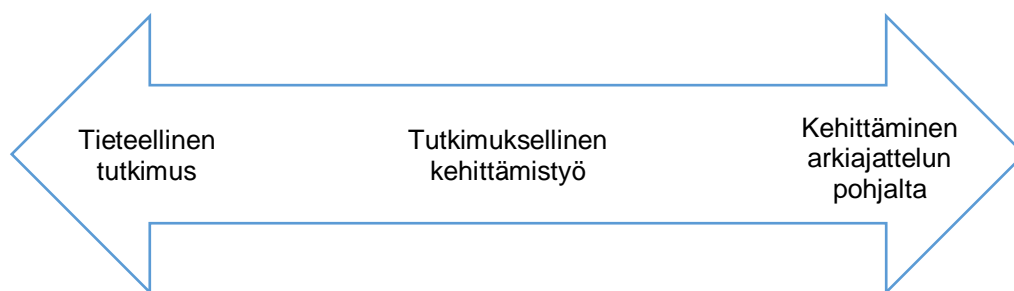 Tieteellinen
tutkimus
Tutkimuksellinen
kehittämistyö
Kehittäminen
arkiajattelun
pohjalta